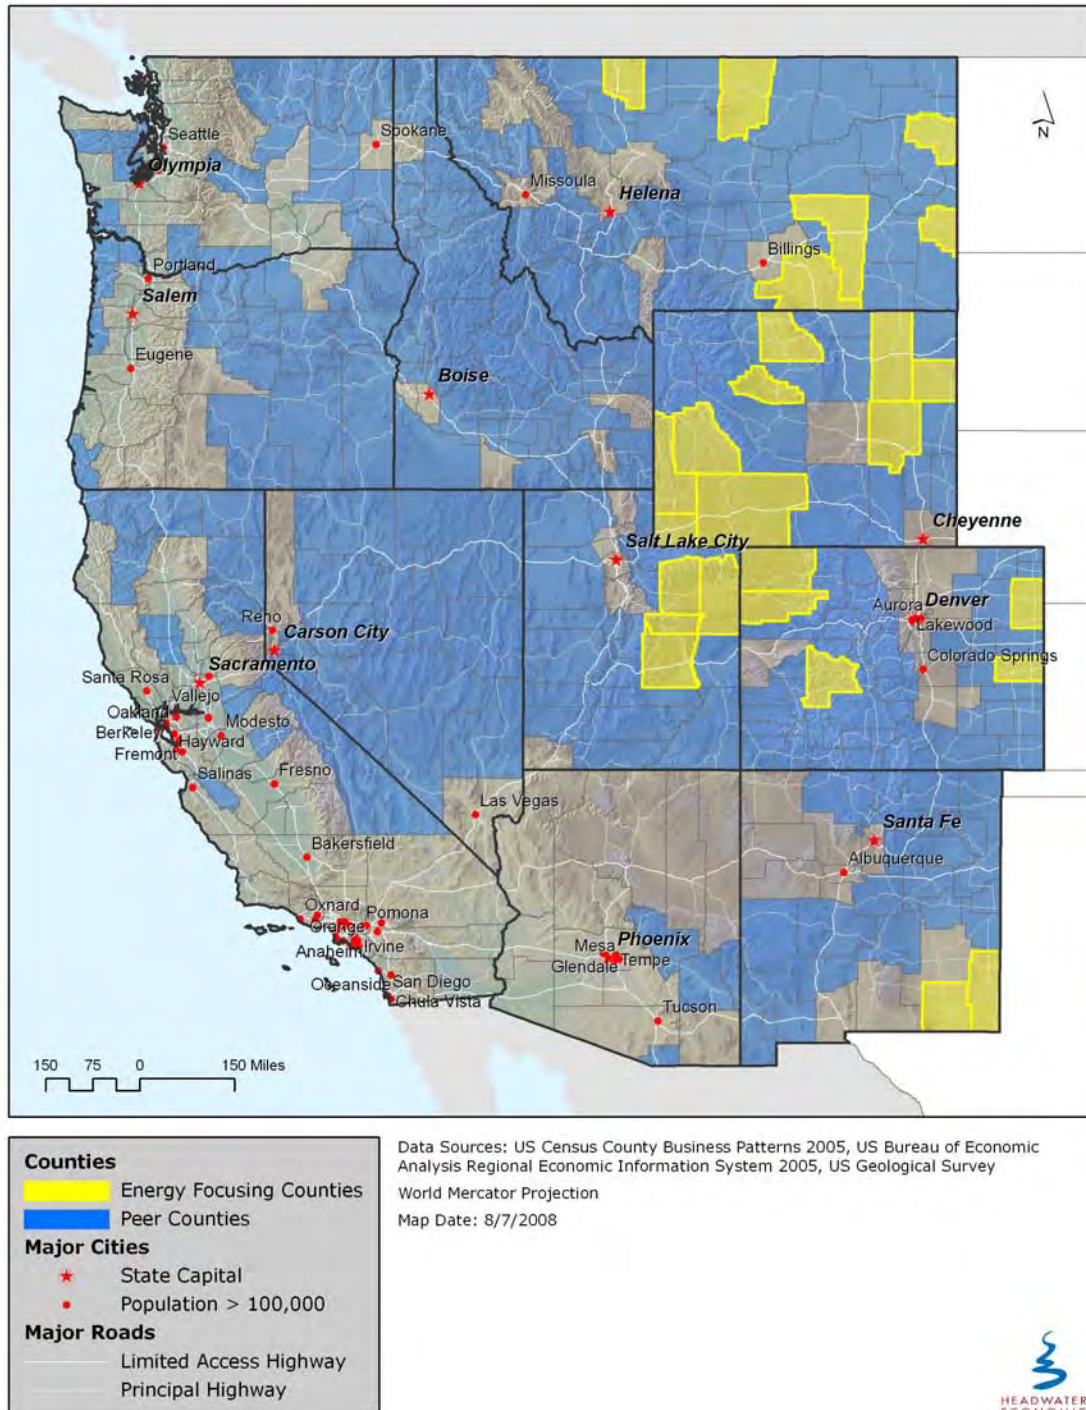 N
Seattle
Spokane
Olympia
Missoula
Helena
Billings
Portland
Salem
Eugene
Boise
Cheyenne
Salt Lake City
Reno
Carson City
Aurora
Denver
Lakewood
Sacramento
Colorado Springs
Santa Rosa
Vallejo
Oakland
Modesto
Berkeley
Hayward
Fremont
Salinas
Fresno
Las Vegas
Santa Fe
Bakersfield
Albuquerque
Oxnard
Pomona
Orange
Anaheim
Irvine
Mesa
Phoenix
Glendale
Tempe
Oceanside
San Diego
Chula Vista
Tucson
150 75 0 150 Miles
Counties
Energy Focusing Counties
Peer Counties
Major Cities
State Capital
Population > 100,000
Major Roads
Limited Access Highway
Principal Highway
Data Sources: US Census County Business Patterns 2005, US Bureau of Economic
Analysis Regional Economic Information System 2005, US Geological Survey
World Mercator Projection
Map Date: 8/7/2008
HEADWATER